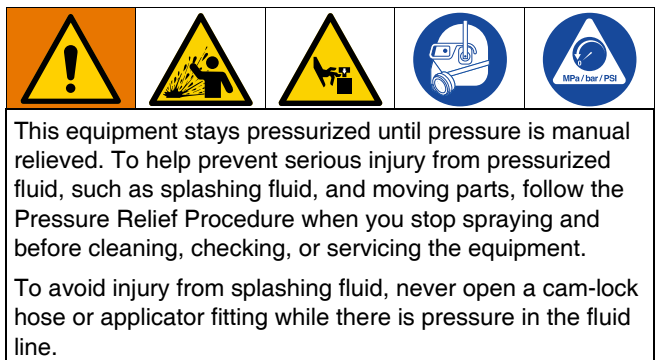 MPa / bar / PSI
This equipment stays pressurized until pressure is manual
relieved. To help prevent serious injury from pressurized
fluid, such as splashing fluid, and moving parts, follow the
Pressure Relief Procedure when you stop spraying and
before cleaning, checking, or servicing the equipment.
To avoid injury from splashing fluid, never open a cam-lock
hose or applicator fitting while there is pressure in the fluid
line.